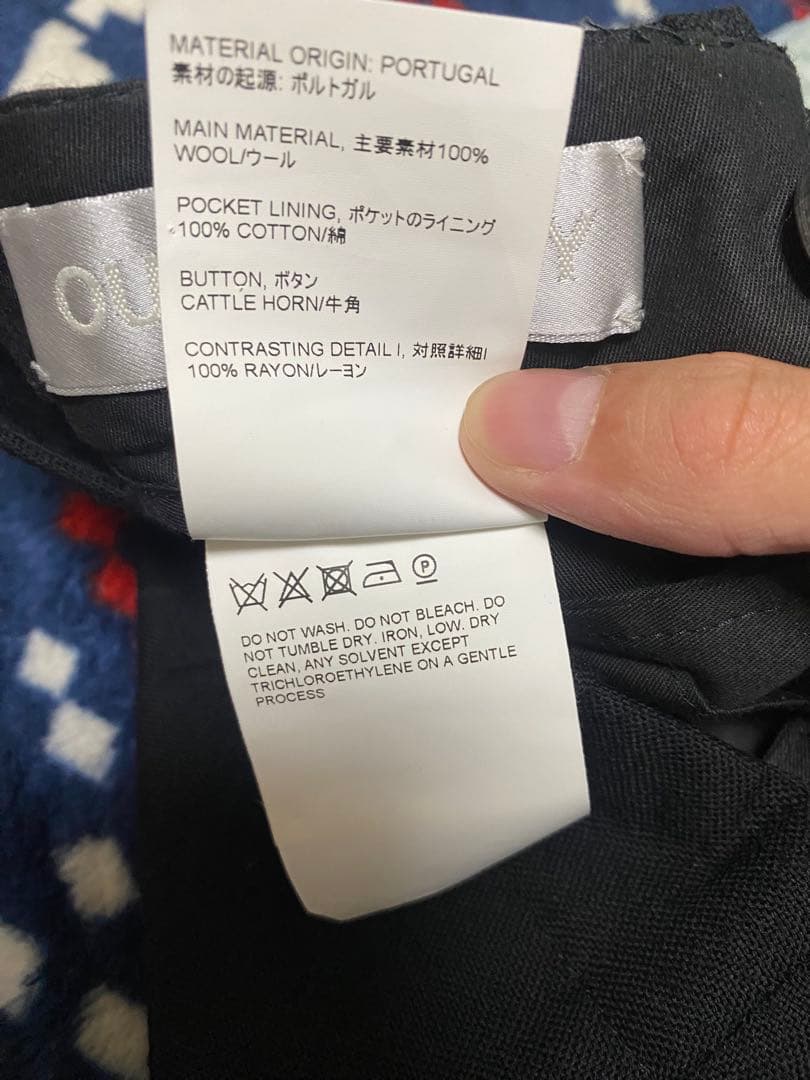 MATERIAL ORIGIN: PORTUGAL
素材の起源: ポルトガル
MAIN MATERIAL, 主要素材100%
WOOL/ウール
POCKET LINING, ポケットのライニング
100% COTTON/綿
BUTTON, ボタン
CATTLE HORN/牛角
CONTRASTING DETAIL I, 対照詳細I
100% RAYON/レーヨン
P
DO NOT WASH. DO NOT BLEACH. DO
NOT TUMBLE DRY. IRON, LOW. DRY
CLEAN, ANY SOLVENT EXCEPT
TRICHLOROETHYLENE ON A GENTLE
PROCESS